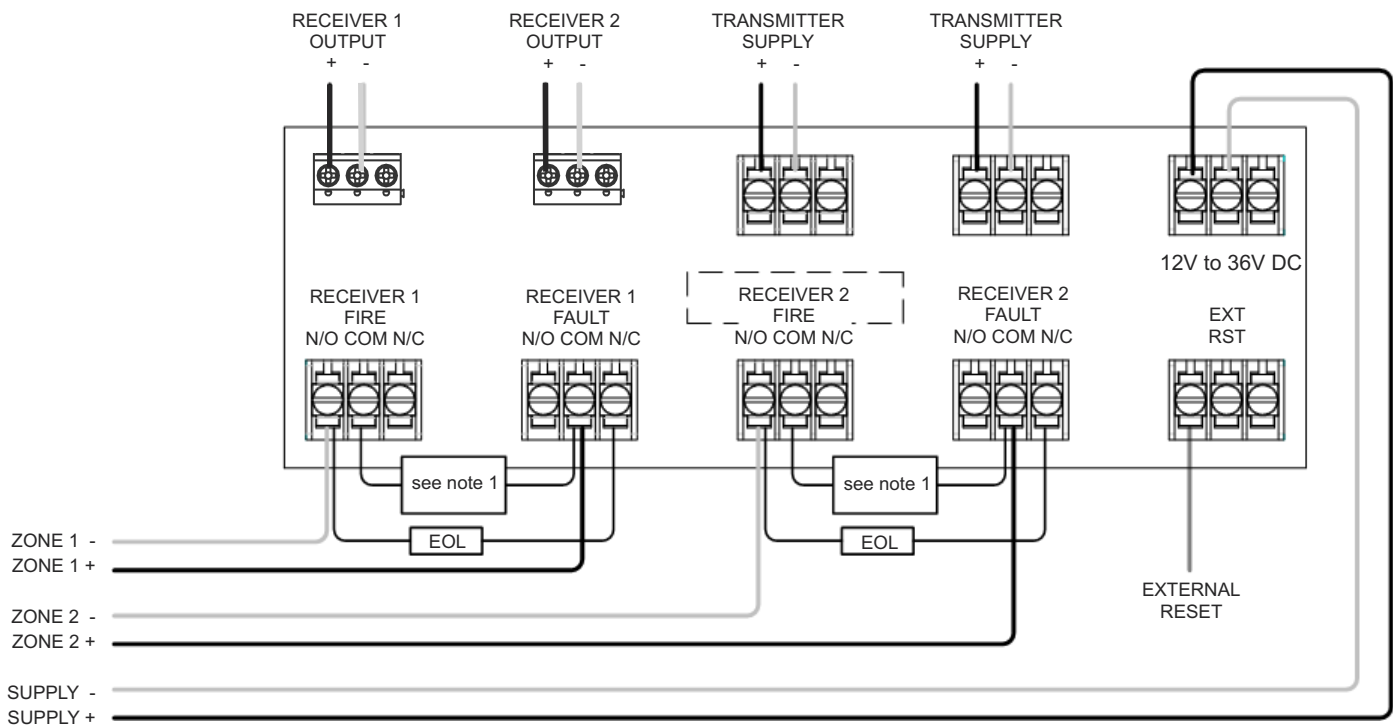 RECEIVER 1
OUTPUT
+ -
RECEIVER 2
OUTPUT
+ -
TRANSMITTER
SUPPLY
+ -
TRANSMITTER
SUPPLY
+ -
12V to 36V DC
RECEIVER 1
FIRE
N/O COM N/C
RECEIVER 1
FAULT
N/O COM N/C
RECEIVER 2
FIRE
N/O COM N/C
RECEIVER 2
FAULT
N/O COM N/C
EXT
RST
see note 1
see note 1
EOL
EOL
ZONE 1 -
ZONE 1 +
ZONE 2 -
ZONE 2 +
EXTERNAL
RESET
SUPPLY -
SUPPLY +